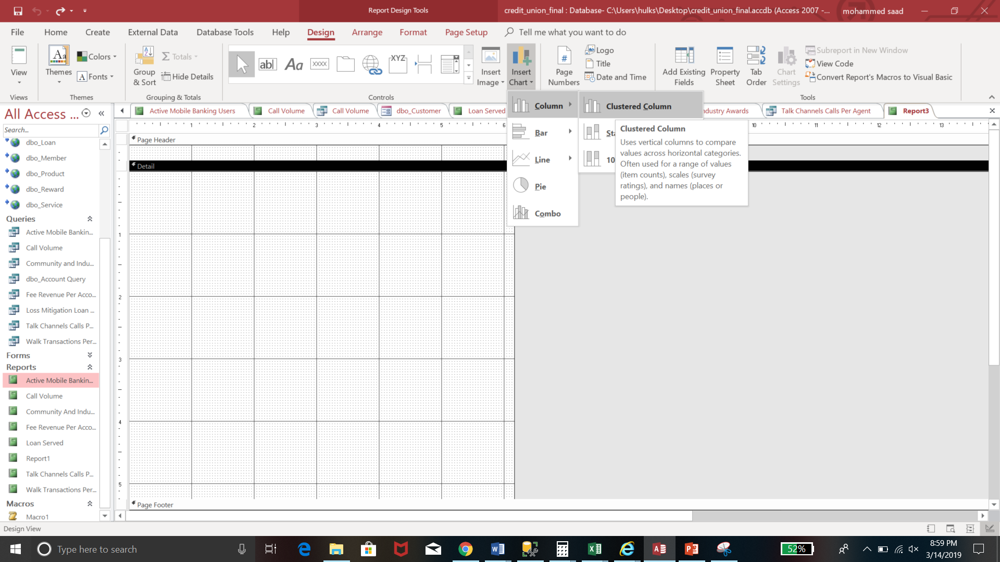 Report Design Tools
credit_union_final : Database- C:\Users\hulks\Desktop\credit_union_final.accdb (Access 2007 -...
mohammed saad
File Home Create External Data Database Tools Help Design Arrange Format Page Setup Tell me what you want to do
View
Views
Themes
Colors
Fonts
Themes
Group & Sort
Totals
Hide Details
Grouping & Totals
ab|
Aa
XXXX
XYZ
Controls
Insert Image
Insert Chart
Page Numbers
Logo
Title
Date and Time
Add Existing Fields
Property Sheet
Tab Order
Chart Settings
Subreport in New Window
View Code
Convert Report's Macros to Visual Basic
Tools
All Access ...
Search...
Active Mobile Banking Users
Call Volume
Call Volume
dbo_Customer
Loan Served
ndustry Awards
Talk Channels Calls Per Agent
Report3
1 2 3 4 5 6 10 11 12 13
Column
Bar
Line
Pie
Combo
Clustered Column
Sta
10
Clustered Column
Uses vertical columns to compare
values across horizontal categories.
Often used for a range of values
(item counts), scales (survey
ratings), and names (places or
people).
Page Header
Detail
1
2
3
4
5
Page Footer
dbo_Loan
dbo_Member
dbo_Product
dbo_Reward
dbo_Service
Queries
Active Mobile Bankin...
Call Volume
Community and Indu...
dbo_Account Query
Fee Revenue Per Acco...
Loss Mitigation Loan ...
Talk Channels Calls P...
Walk Transactions Per...
Forms
Reports
Active Mobile Bankin...
Call Volume
Community And Indu...
Fee Revenue Per Acco...
Loan Served
Report1
Talk Channels Calls P...
Walk Transactions Per...
Macros
Macro1
Design View
Type here to search
52%
8:59 PM
3/14/2019